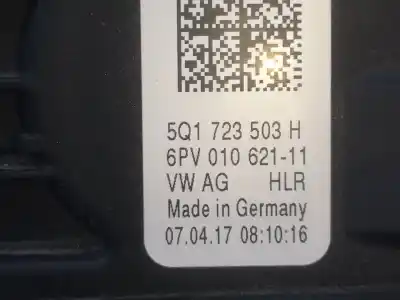 5Q1 723 503 H
6PV 010 621-11
VW AG HLR
Made in Germany
07.04.17 08:10:16